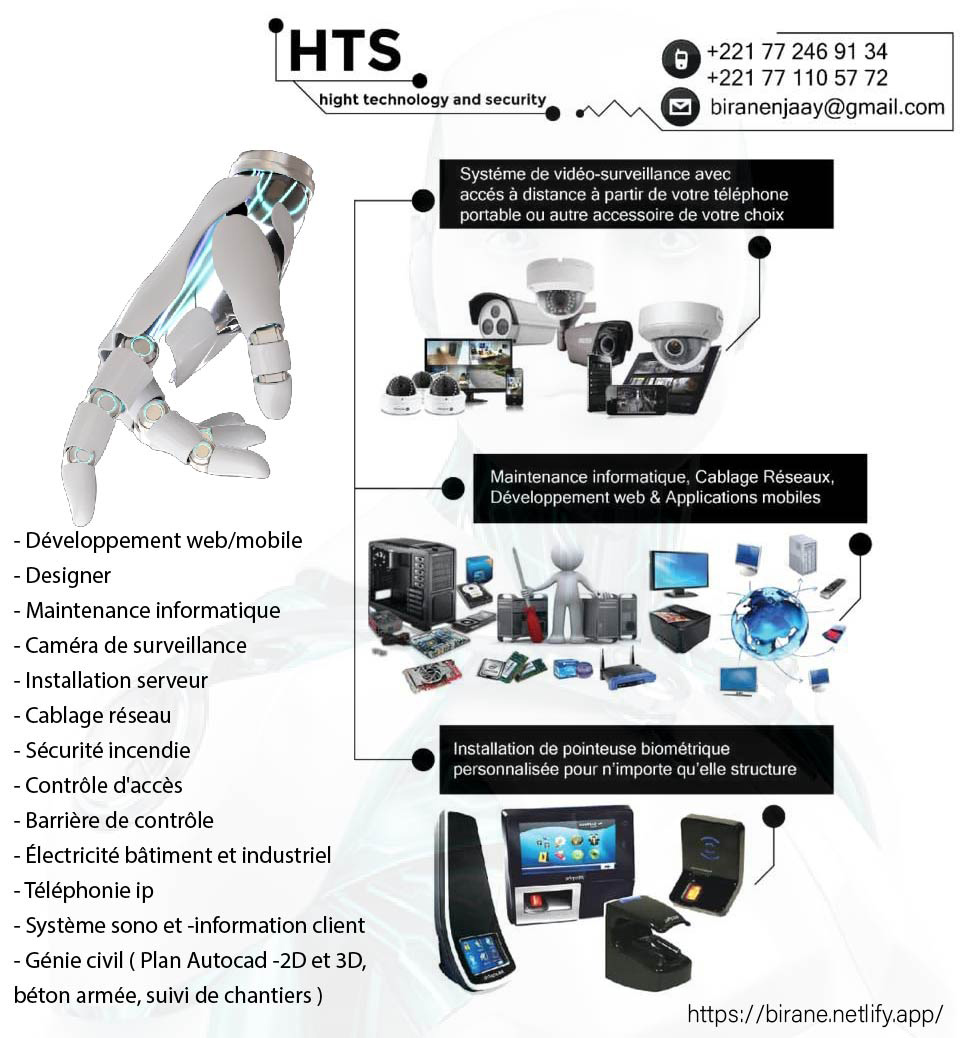 HTS
hight technology and security
+221 77 246 91 34
+221 77 110 57 72
biranenjaay@gmail.com
Systéme de vidéo-surveillance avec
accés à distance à partir de votre téléphone
portable ou autre accessoire de votre choix
Maintenance informatique, Cablage Réseaux,
Développement web & Applications mobiles
- Développement web/mobile
- Designer
- Maintenance informatique
- Caméra de surveillance
- Installation serveur
- Cablage réseau
- Sécurité incendie
- Contrôle d'accès
- Barrière de contrôle
- Électricité bâtiment et industriel
- Téléphonie ip
- Système sono et -information client
- Génie civil ( Plan Autocad -2D et 3D,
béton armée, suivi de chantiers )
Installation de pointeuse biométrique
personnalisée pour n’importe qu’elle structure
https://birane.netlify.app/